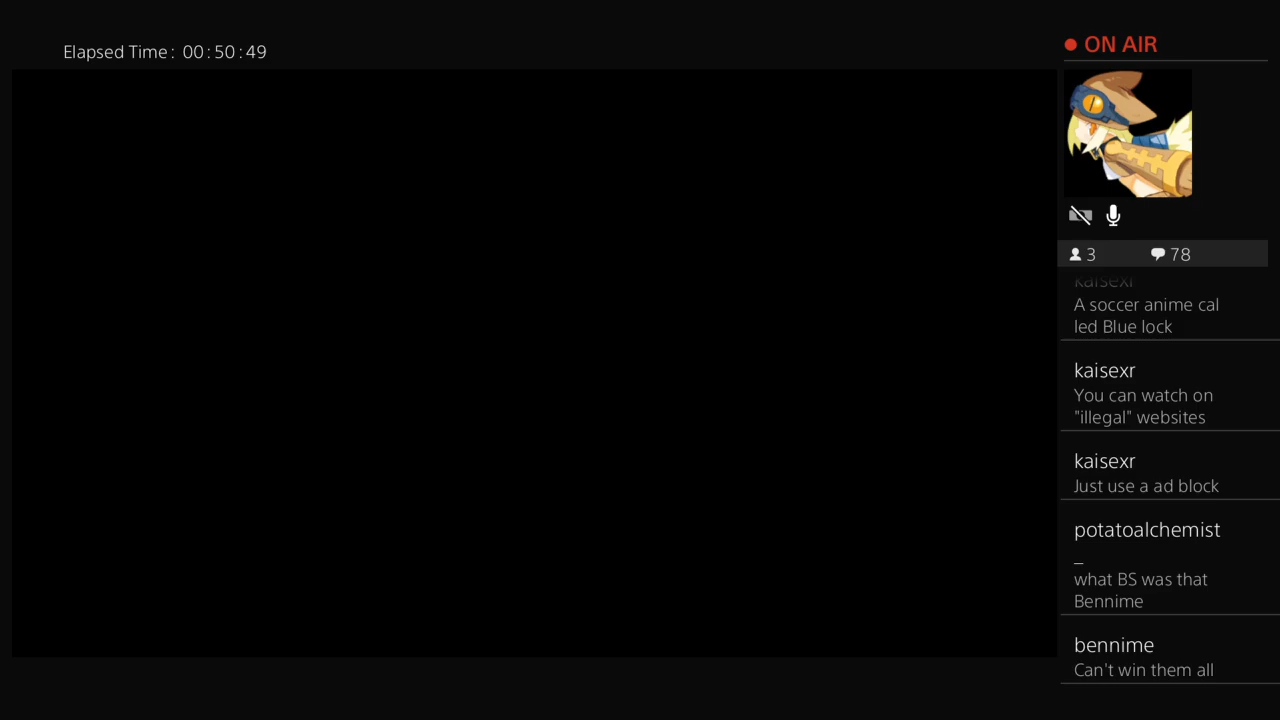 Elapsed Time: 00:50:49
ON AIR
3 78
kaisexr
A soccer anime cal
led Blue lock
kaisexr
You can watch on
"illegal" websites
kaisexr
Just use a ad block
potatoalchemist
_
what BS was that
Bennime
bennime
Can't win them all